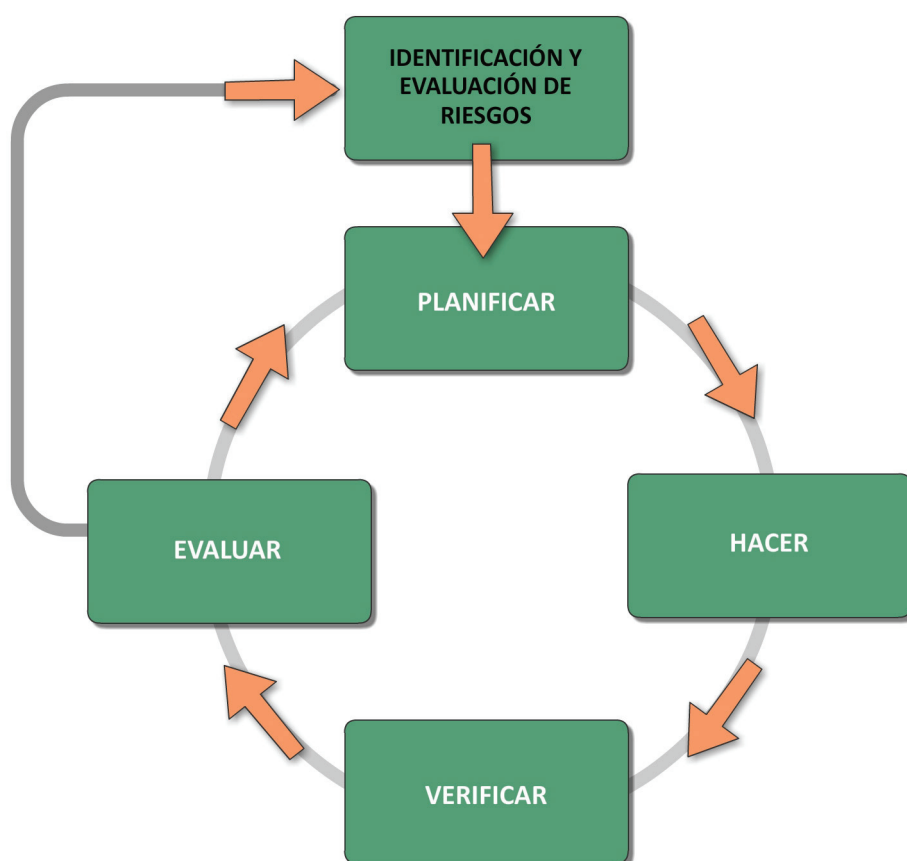 IDENTIFICACIÓN Y
EVALUACIÓN DE
RIESGOS
PLANIFICAR
HACER
VERIFICAR
EVALUAR